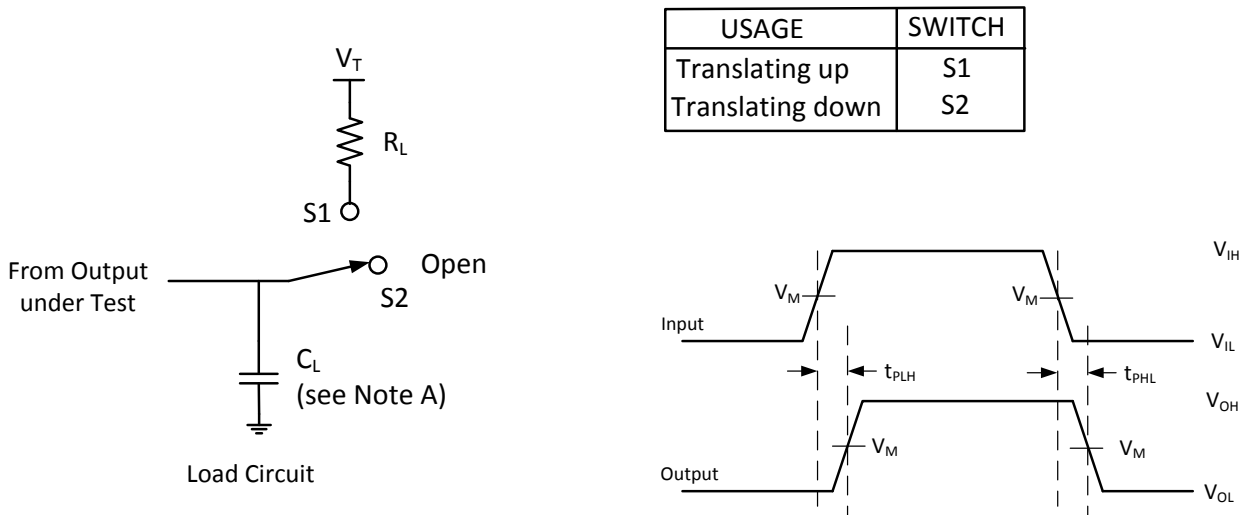 V_T
R_L
S1
From Output
under Test
Open
S2
C_L
(see Note A)
Load Circuit
USAGE SWITCH
Translating up S1
Translating down S2
V_IH
V_M V_M
Input
V_IL
t_PLH t_PHL
V_OH
V_M V_M
Output
V_OL